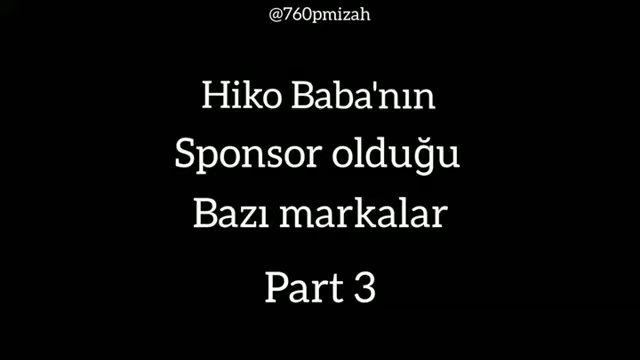 @760pmizah
Hiko Baba'nın
Sponsor olduğu
Bazı markalar
Part 3